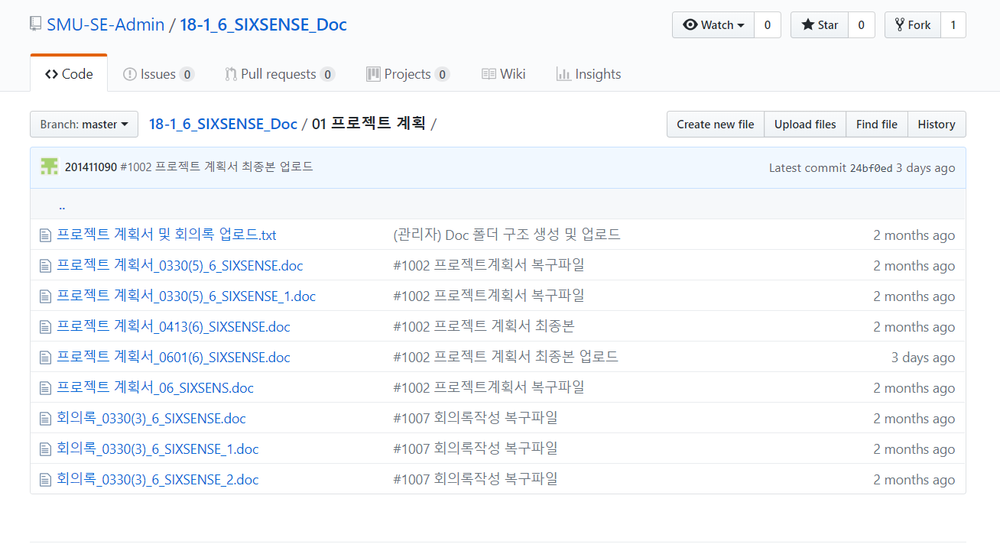 SMU-SE-Admin / 18-1_6_SIXSENSE_Doc Watch 0 Star 0 Fork 1
Code Issues 0 Pull requests 0 Projects 0 Wiki Insights
Branch: master 18-1_6_SIXSENSE_Doc / 01 프로젝트 계획 / Create new file Upload files Find file History
201411090 #1002 프로젝트 계획서 최종본 업로드 Latest commit 24bf0ed 3 days ago
..
프로젝트 계획서 및 회의록 업로드.txt (관리자) Doc 폴더 구조 생성 및 업로드 2 months ago
프로젝트 계획서_0330(5)_6_SIXSENSE.doc #1002 프로젝트계획서 복구파일 2 months ago
프로젝트 계획서_0330(5)_6_SIXSENSE_1.doc #1002 프로젝트계획서 복구파일 2 months ago
프로젝트 계획서_0413(6)_SIXSENSE.doc #1002 프로젝트 계획서 최종본 2 months ago
프로젝트 계획서_0601(6)_SIXSENSE.doc #1002 프로젝트 계획서 최종본 업로드 3 days ago
프로젝트 계획서_06_SIXSENS.doc #1002 프로젝트계획서 복구파일 2 months ago
회의록_0330(3)_6_SIXSENSE.doc #1007 회의록작성 복구파일 2 months ago
회의록_0330(3)_6_SIXSENSE_1.doc #1007 회의록작성 복구파일 2 months ago
회의록_0330(3)_6_SIXSENSE_2.doc #1007 회의록작성 복구파일 2 months ago